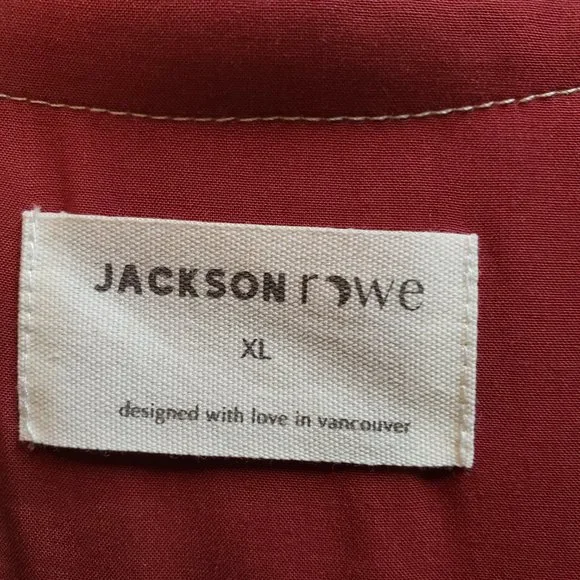 JACKSON rowe
XL
designed with love in vancouver